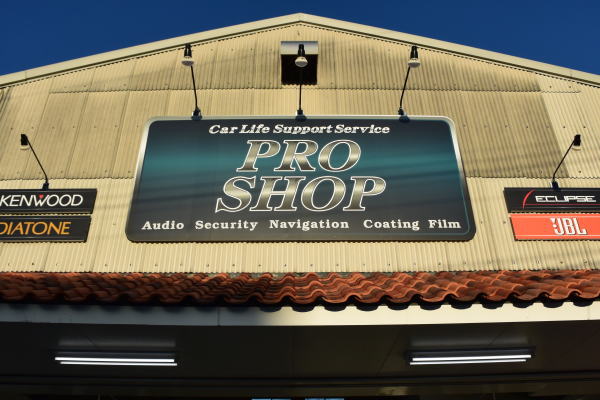 Car Life Support Service
PRO
SHOP
Audio Security Navigation Coating Film
KENWOOD
DIATONE
ECLIPSE
JBL